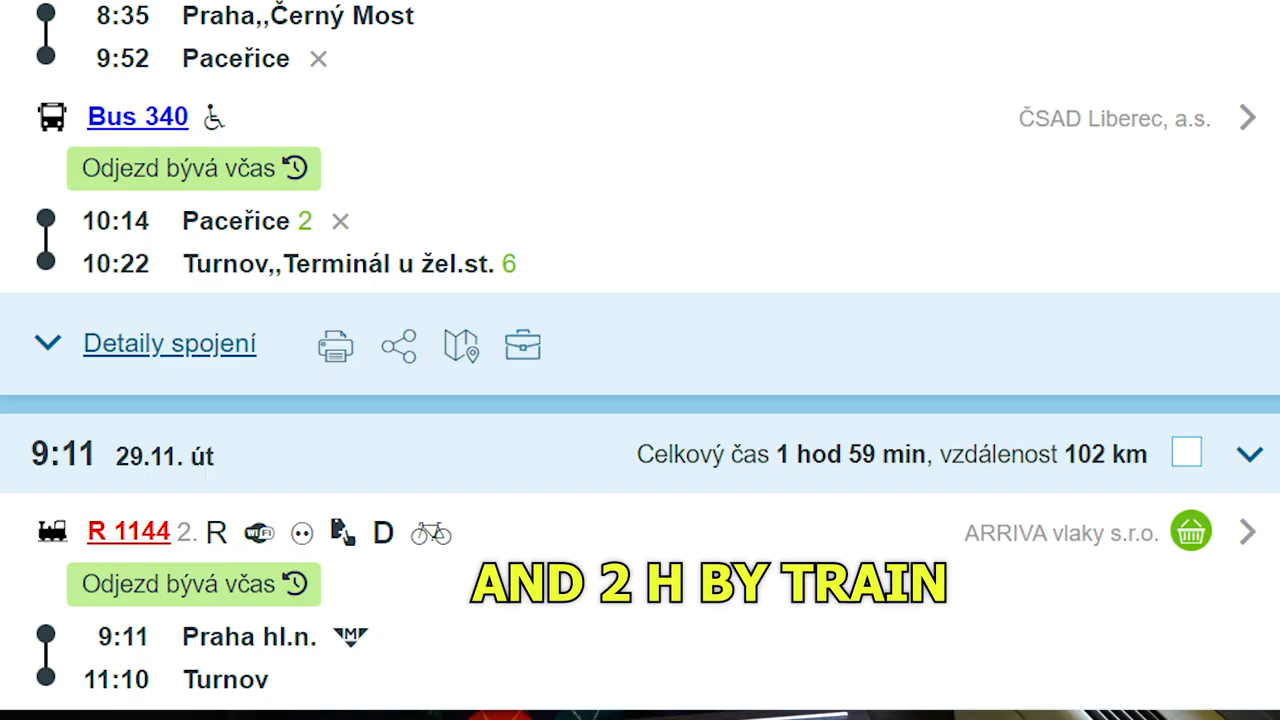 8:35 Praha,,Černý Most
9:52 Paceřice
Bus 340 ČSAD Liberec, a.s.
Odjezd bývá včas
10:14 Paceřice 2
10:22 Turnov,,Terminál u žel.st. 6
Detaily spojení
9:11 29.11. út Celkový čas 1 hod 59 min, vzdálenost 102 km
R 1144 2. R WiFi D ARRIVA vlaky s.r.o.
Odjezd bývá včas
AND 2 H BY TRAIN
9:11 Praha hl.n. M
11:10 Turnov